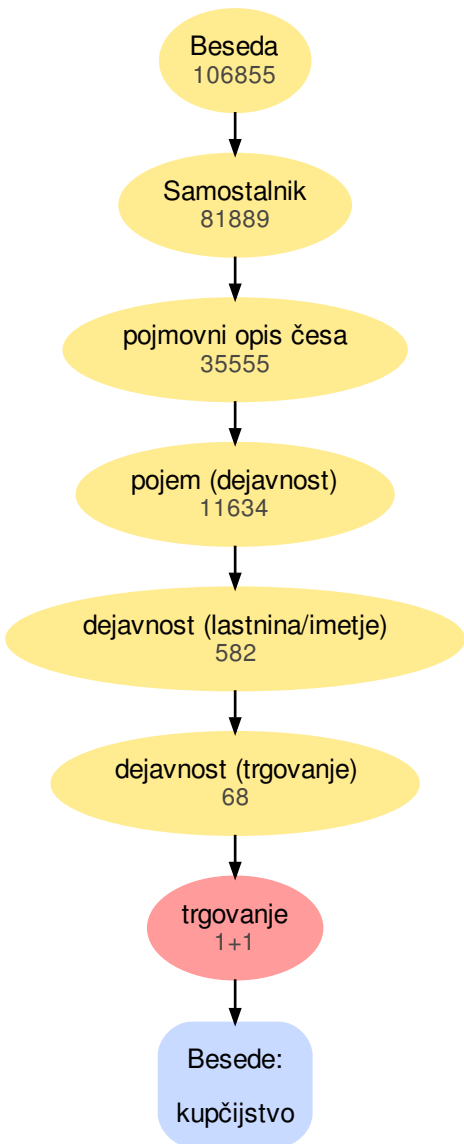 Beseda
106855
Samostalnik
81889
pojmovni opis česa
35555
pojem (dejavnost)
11634
dejavnost (lastnina/imetje)
582
dejavnost (trgovanje)
68
trgovanje
1+1
Besede:
kupčijstvo